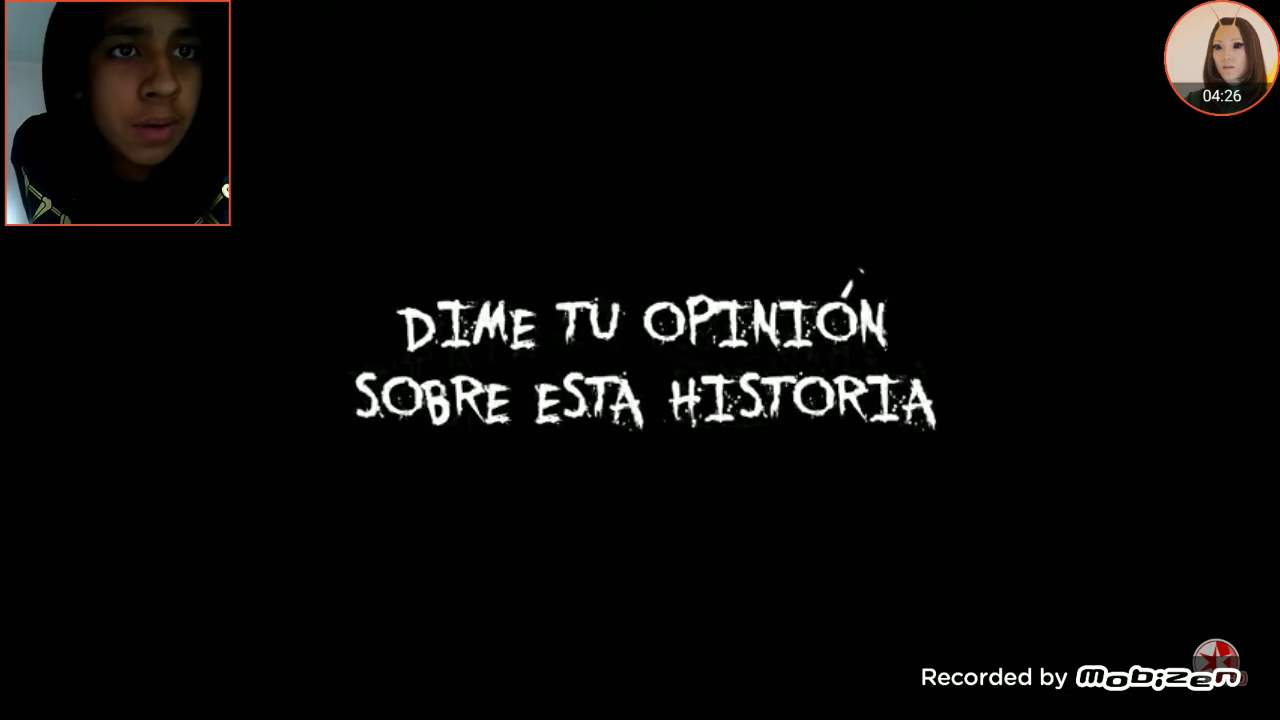 04:26
DIME TU OPINIÓN
SOBRE ESTA HISTORIA
Recorded by Mobizen